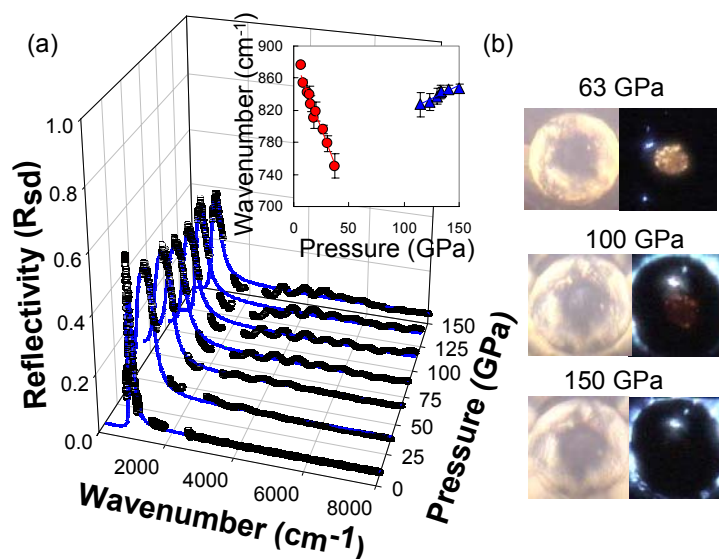 (a)
(b)
900
860
820
780
740
700
Wavenumber (cm-1)
0
50
100
150
Pressure (GPa)
1.0
0.8
0.6
0.4
0.2
0.0
Reflectivity (Rsd)
2000
4000
6000
8000
Wavenumber (cm-1)
150
125
100
75
50
25
0
Pressure (GPa)
63 GPa
100 GPa
150 GPa